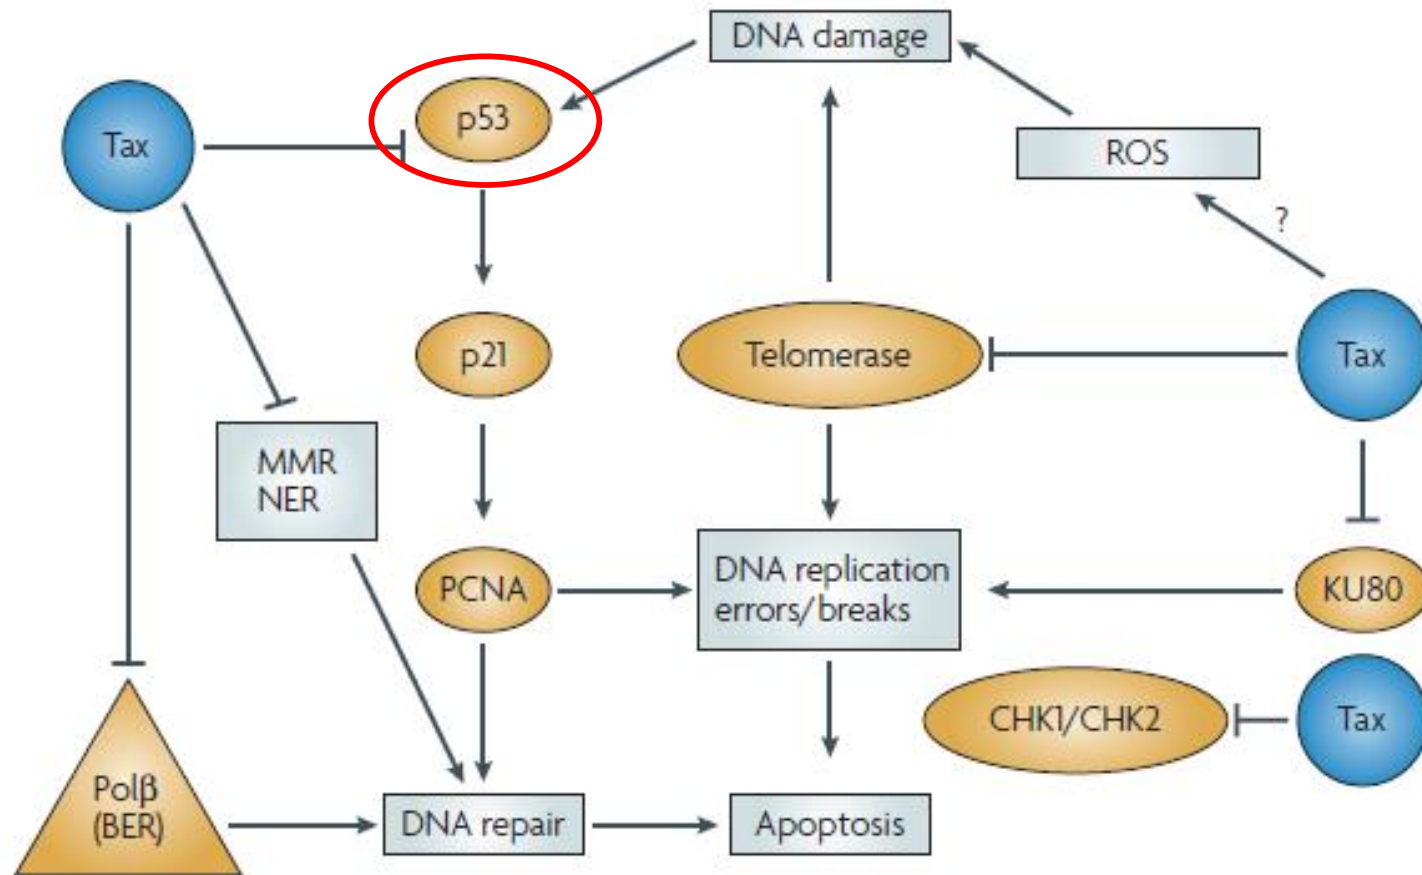 DNA damage
p53
Tax
ROS
?
p21
Telomerase
Tax
MMR
NER
PCNA
DNA replication
errors/breaks
KU80
CHK1/CHK2
Tax
Polβ
(BER)
DNA repair
Apoptosis